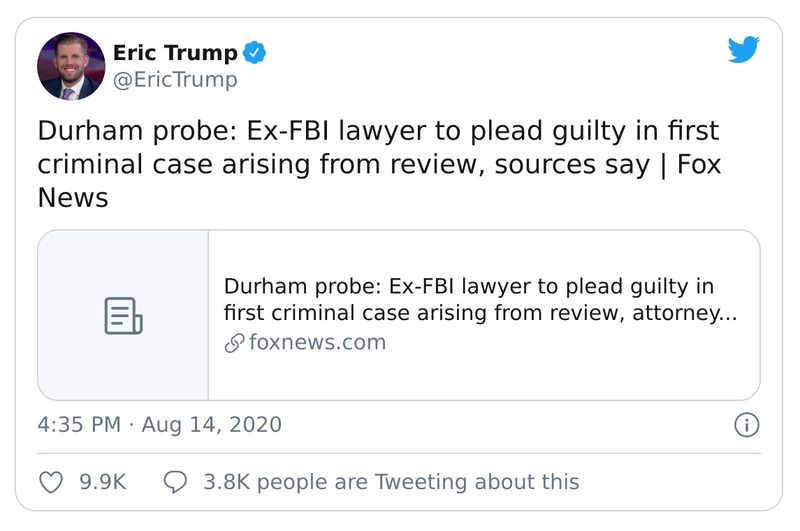 Eric Trump
@EricTrump
Durham probe: Ex-FBI lawyer to plead guilty in first
criminal case arising from review, sources say | Fox
News
Durham probe: Ex-FBI lawyer to plead guilty in
first criminal case arising from review, attorney...
foxnews.com
4:35 PM · Aug 14, 2020
9.9K 3.8K people are Tweeting about this